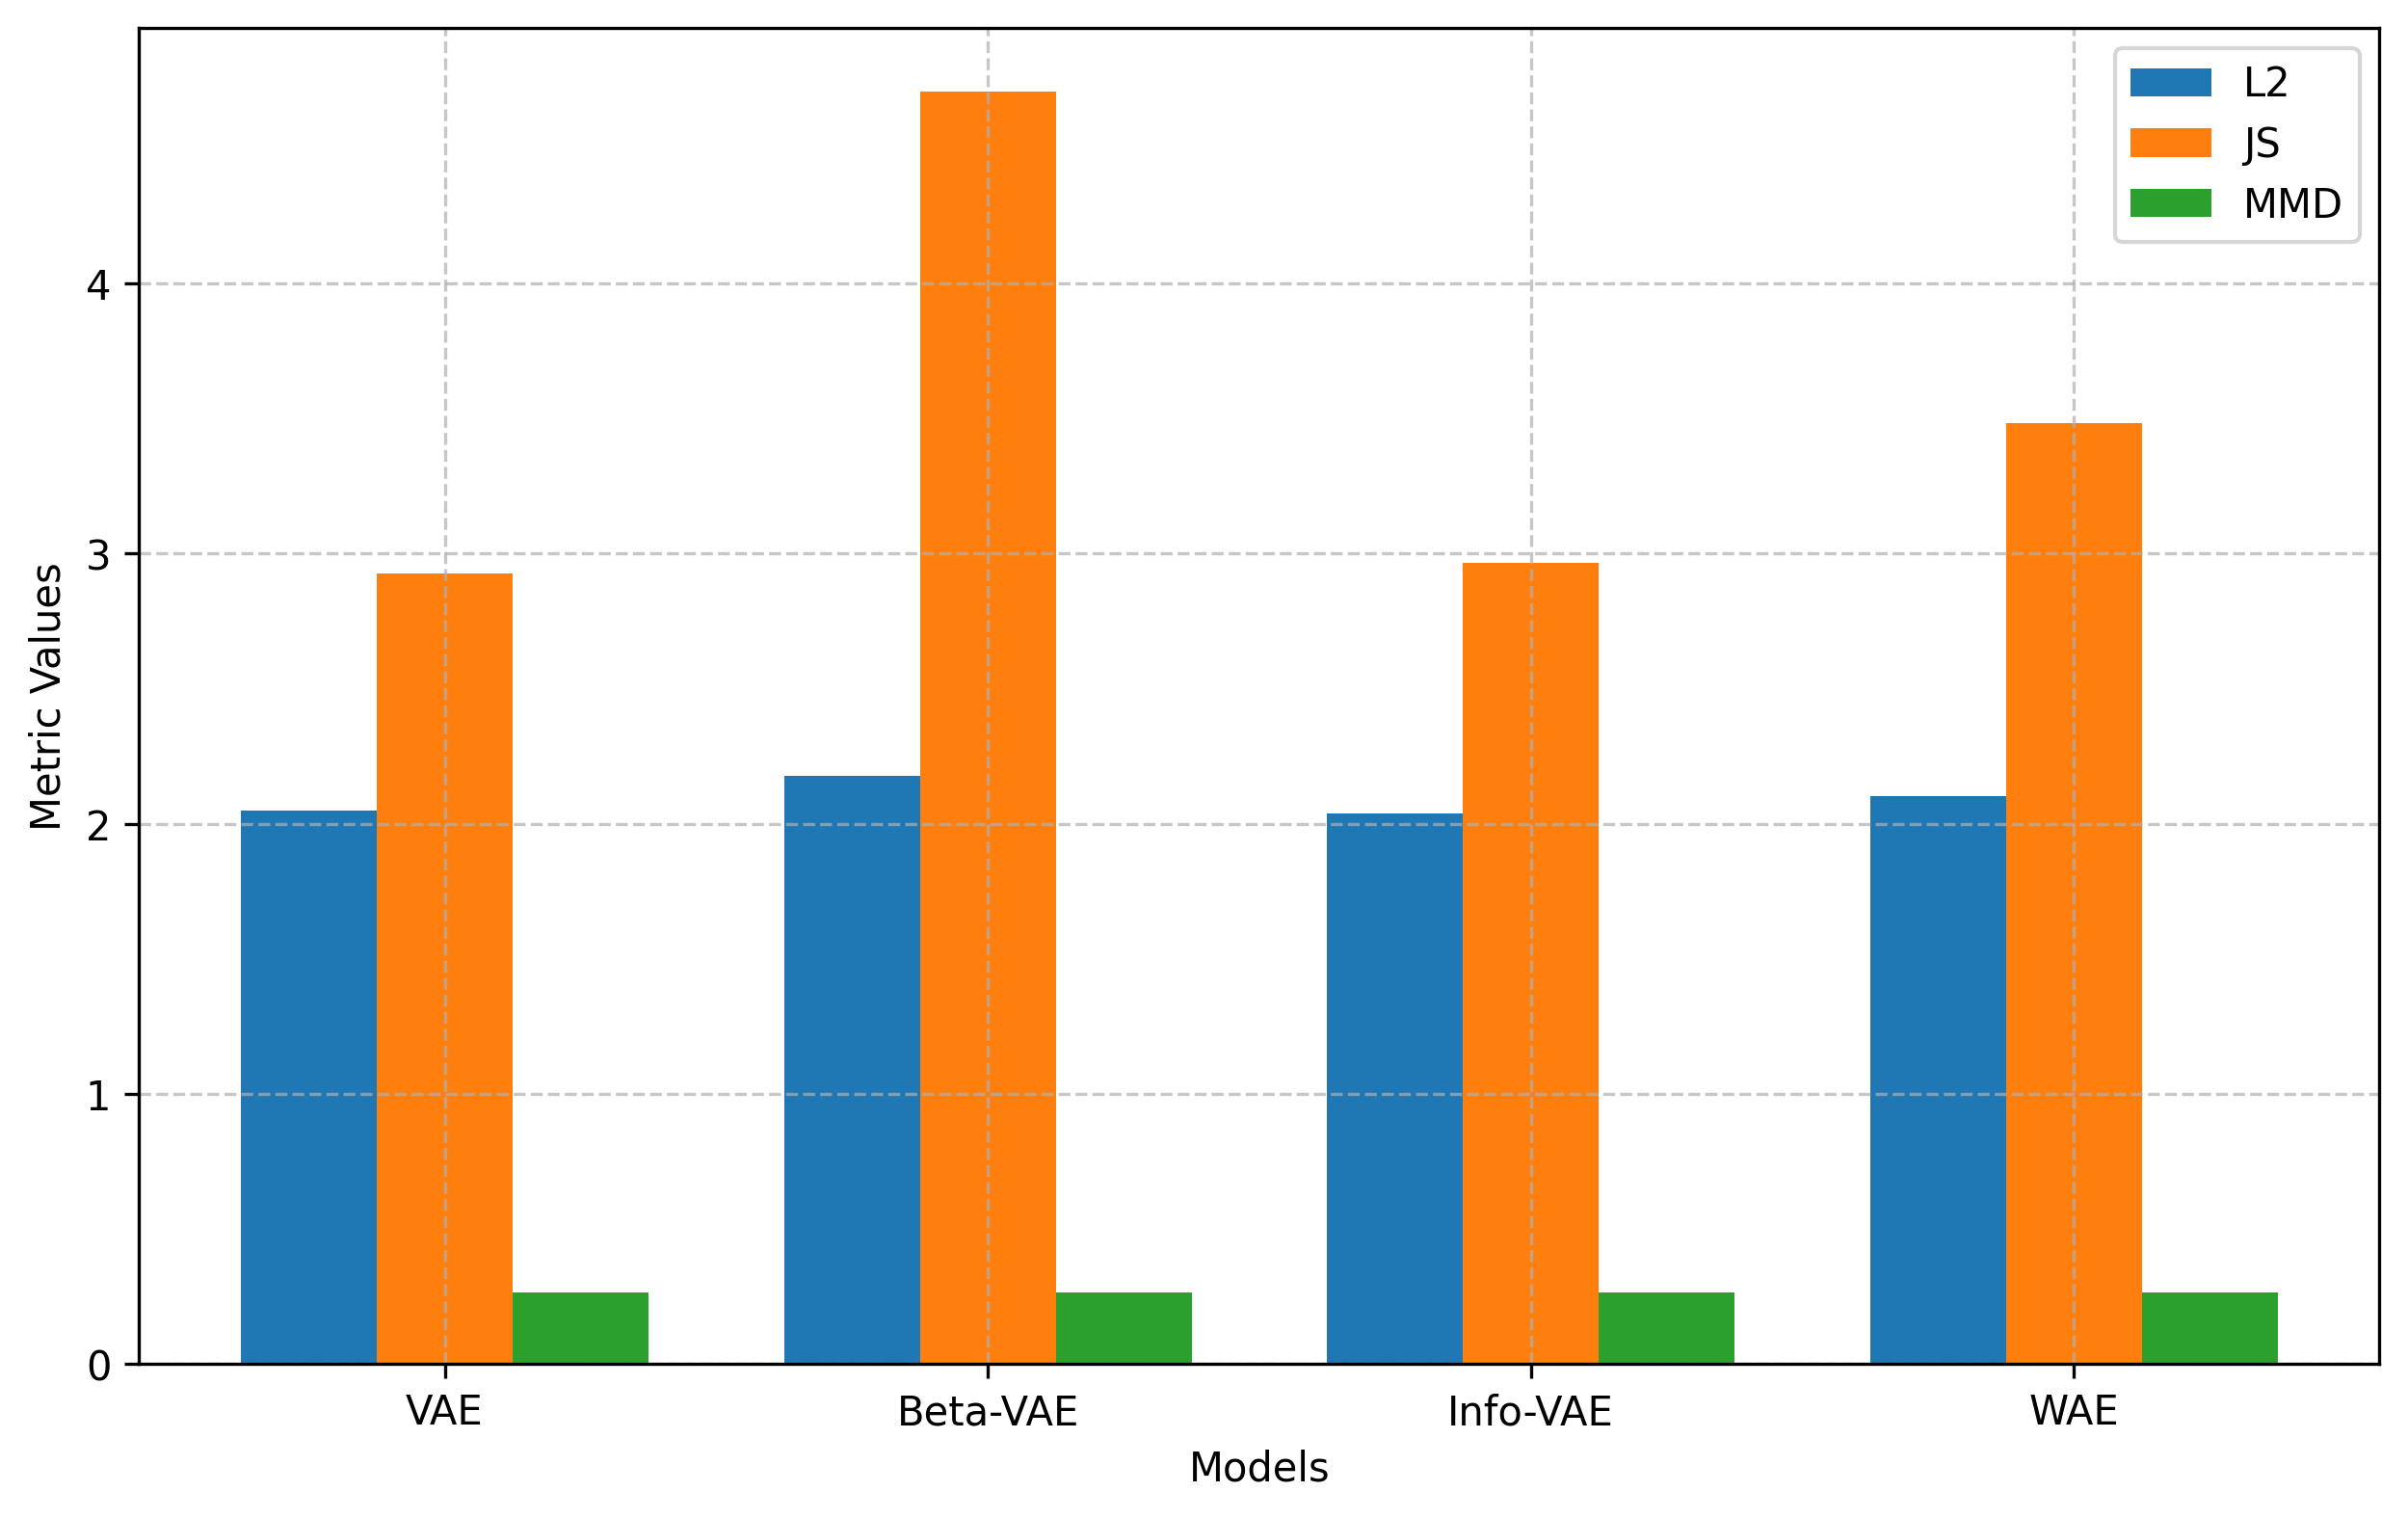 L2
JS
MMD
Metric Values
4
3
2
1
0
VAE
Beta-VAE
Info-VAE
WAE
Models